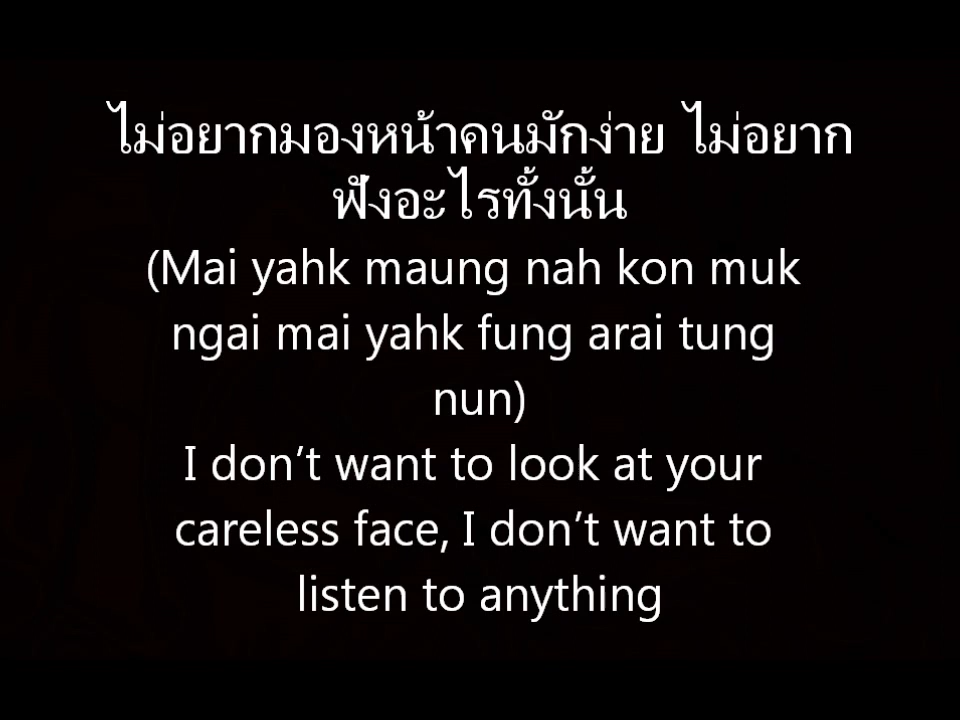 ไม่อยากมองหน้าคนมักง่าย ไม่อยาก
ฟังอะไรทั้งนั้น
(Mai yahk maung nah kon muk
ngai mai yahk fung arai tung
nun)
I don't want to look at your
careless face, I don't want to
listen to anything